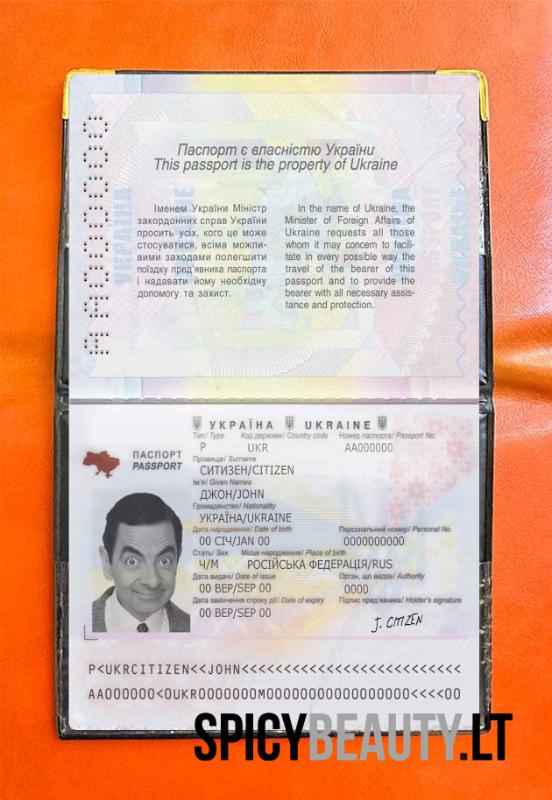 AA000000
Паспорт є власністю України
This passport is the property of Ukraine
Іменем України Міністр
закордонних справ України
просить усіх, кого це може
стосуватися, всіма можли-
вими заходами полегшити
поїздку пред'явника паспорта
і надавати йому необхідну
допомогу та захист.
In the name of Ukraine, the
Minister of Foreign Affairs of
Ukraine requests all those
whom it may concern to facili-
tate in every possible way the
travel of the bearer of this
passport and to provide the
bearer with all necessary assis-
tance and protection.
УКРАЇНА UKRAINE
ПАСПОРТ
PASSPORT
Тип/ Type Код держави/ Country code Номер паспорта/ Passport No.
P UKR AA000000
Прізвище/ Surname
СИТИЗЕН/CITIZEN
Ім'я/ Given Names
ДЖОН/JOHN
Громадянство/ Nationality
УКРАЇНА/UKRAINE
Дата народження/ Date of birth Персональний номер/ Personal No.
00 СІЧ/JAN 00 0000000000
Стать/ Sex Місце народження/ Place of birth
Ч/M РОСІЙСЬКА ФЕДЕРАЦІЯ/RUS
Дата видачі/ Date of issue Орган, що видав/ Authority
00 ВЕР/SEP 00 0000
Дата закінчення строку дії/ Date of expiry Підпис пред'явника/ Holder's signature
00 ВЕР/SEP 00 J. CITIZEN
P<UKRCITIZEN<<JOHN<<<<<<<<<<<<<<<<<<<<<<<<<<
AA000000<0UKR0000000M0000000000000000<<<<00
SPICYBEAUTY.LT